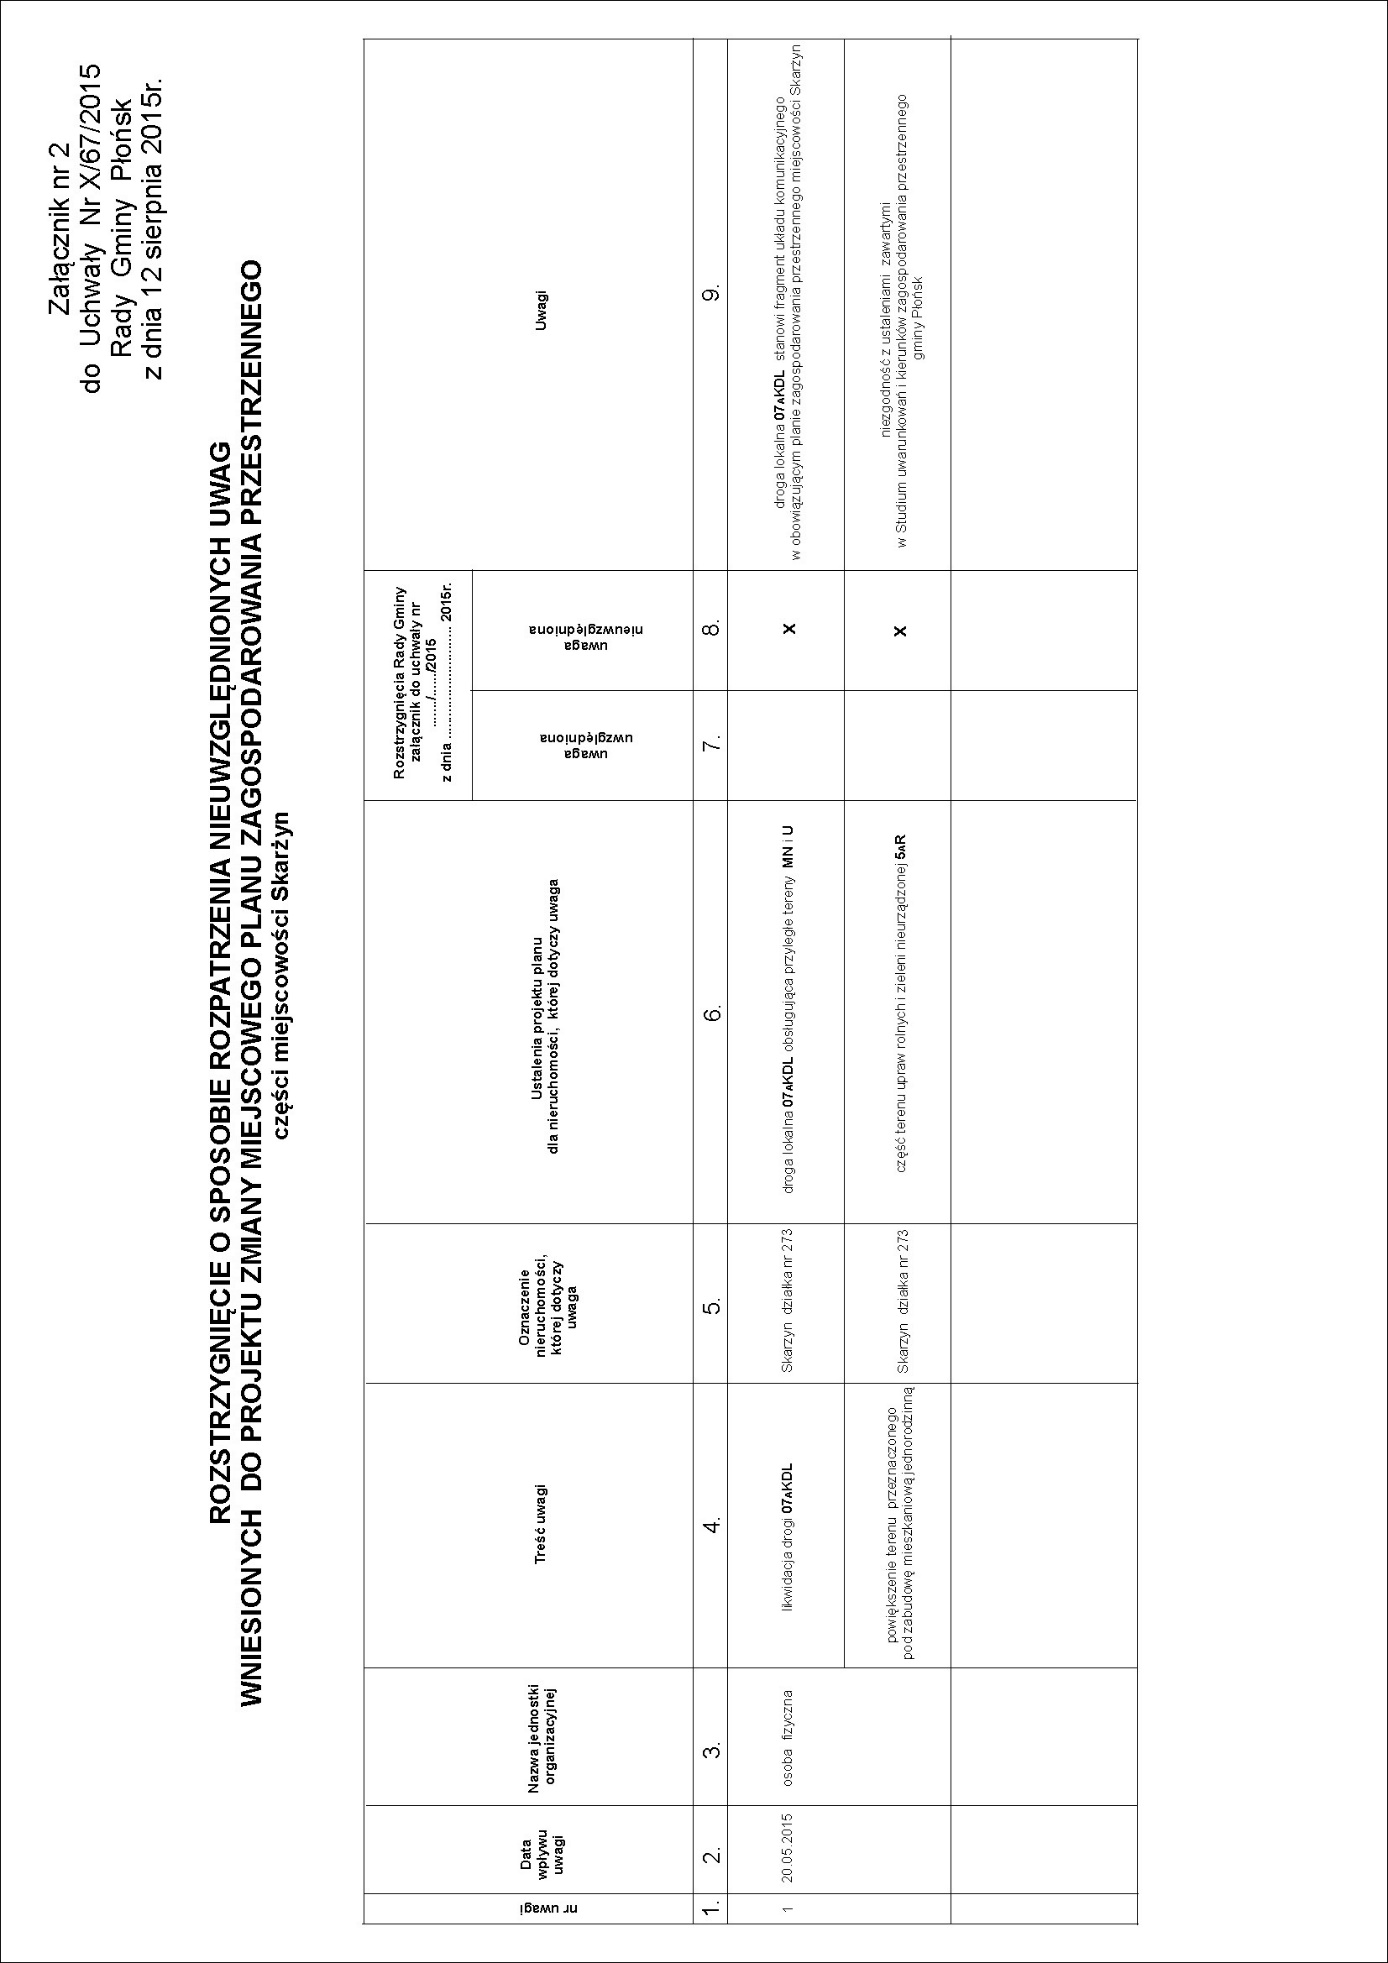 Załącznik nr 2
do Uchwały Nr X/67/2015
Rady Gminy Płońsk
z dnia 12 sierpnia 2015r.
ROZSTRZYGNIĘCIE O SPOSOBIE ROZPATRZENIA NIEUWZGLĘDNIONYCH UWAG
WNIESIONYCH DO PROJEKTU ZMIANY MIEJSCOWEGO PLANU ZAGOSPODAROWANIA PRZESTRZENNEGO
części miejscowości Skarżyn
nr uwagi
Data
wpływu
uwagi
Nazwa jednostki
organizacyjnej
Treść uwagi
Oznaczenie
nieruchomości,
której dotyczy
uwaga
Ustalenia projektu planu
dla nieruchomości, której dotyczy uwaga
Rozstrzygnięcia Rady Gminy
załącznik do uchwały nr
......./......./2015
z dnia ........................ 2015r.
uwaga
uwzględniona
uwaga
nieuwzględniona
Uwagi
1. 2. 3. 4. 5. 6. 7. 8. 9.
1
20.05.2015
osoba fizyczna
likwidacja drogi 07AKDL
Skarżyn działka nr 273
droga lokalna 07AKDL obsługująca przyległe tereny MN i U
X
droga lokalna 07AKDL stanowi fragment układu komunikacyjnego
w obowiązującym planie zagospodarowania przestrzennego miejscowości Skarżyn
powiększenie terenu przeznaczonego
pod zabudowę mieszkaniową jednorodzinną
Skarżyn działka nr 273
część terenu upraw rolnych i zieleni nieurządzonej 5AR
X
niezgodność z ustaleniami zawartymi
w Studium uwarunkowań i kierunków zagospodarowania przestrzennego
gminy Płońsk